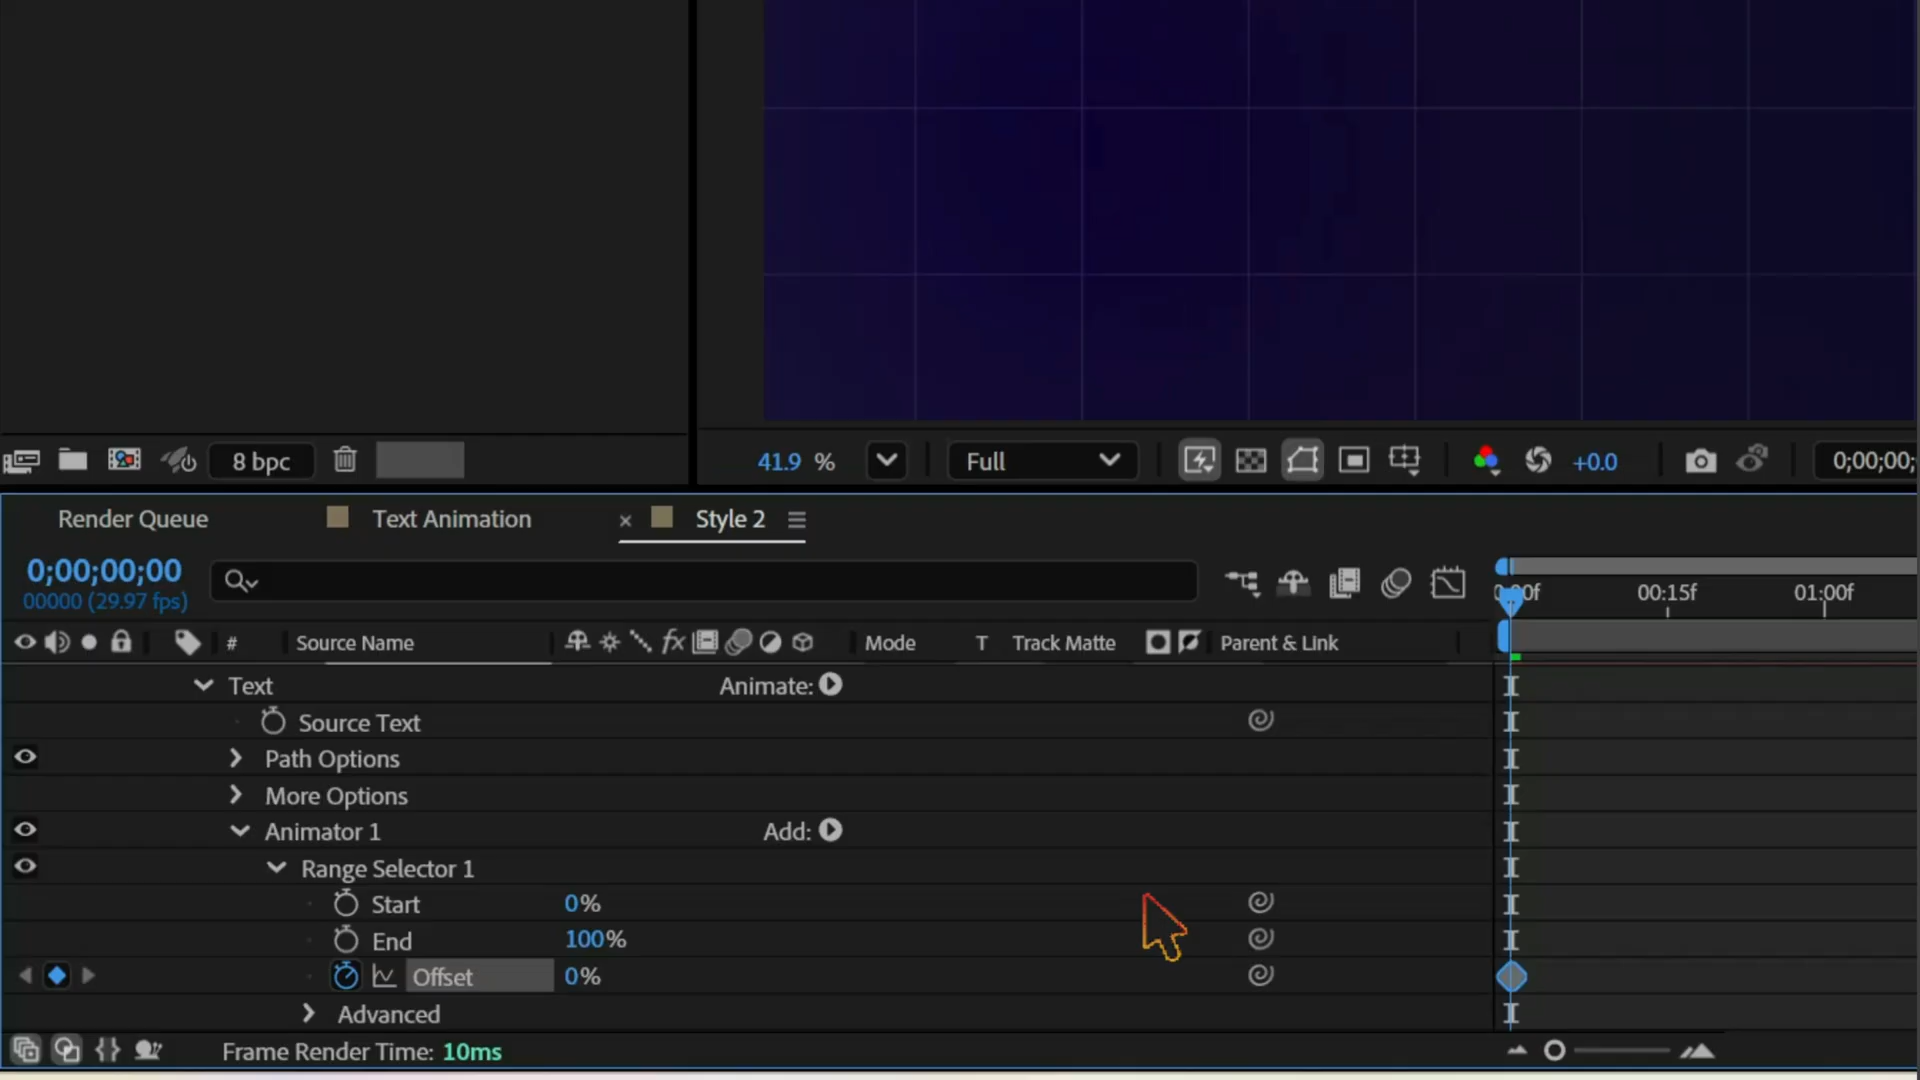 8 bpc
41.9 %
Full
+0.0
0;00;00;
Render Queue
Text Animation
× Style 2
0;00;00;00
00000 (29.97 fps)
00:15f
01:00f
#
Source Name
fx
Mode
T
Track Matte
Parent & Link
Text
Animate:
Source Text
Path Options
More Options
Animator 1
Add:
Range Selector 1
Start 0%
End 100%
Offset 0%
Advanced
Frame Render Time: 10ms